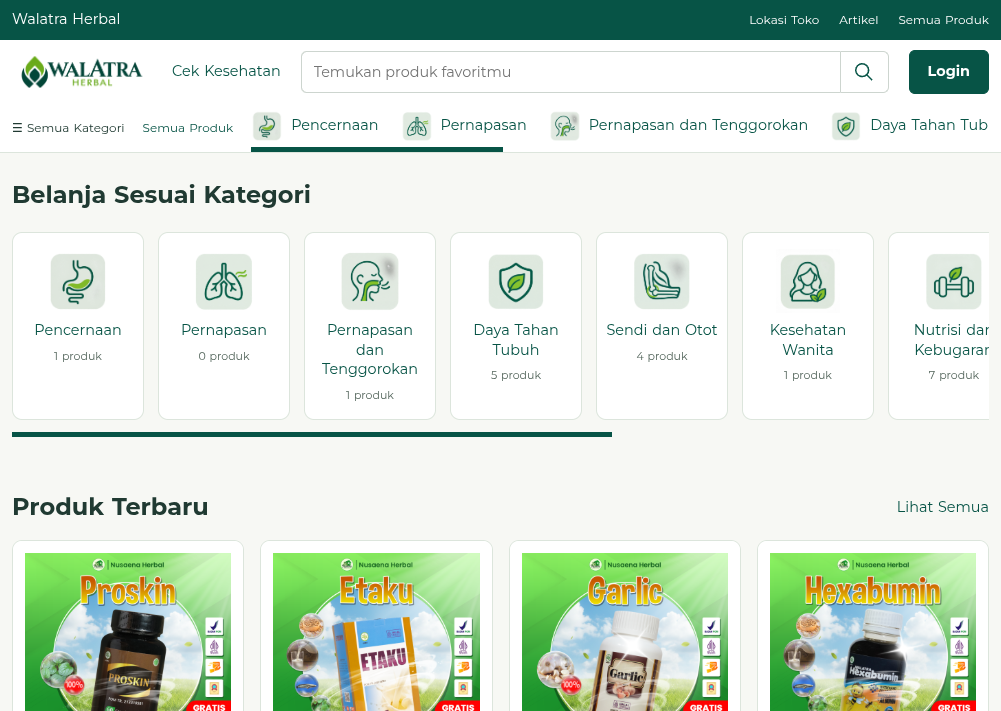 Walatra Herbal
Lokasi Toko
Artikel
Semua Produk
WALATRA
HERBAL
Cek Kesehatan
Temukan produk favoritmu
Login
☰ Semua Kategori
Semua Produk
Pencernaan
Pernapasan
Pernapasan dan Tenggorokan
Daya Tahan Tub
Belanja Sesuai Kategori
Pencernaan
1 produk
Pernapasan
0 produk
Pernapasan
dan
Tenggorokan
1 produk
Daya Tahan
Tubuh
5 produk
Sendi dan Otot
4 produk
Kesehatan
Wanita
1 produk
Nutrisi dan
Kebugaran
7 produk
Produk Terbaru
Lihat Semua
Nusaena Herbal
Proskin
PROSKIN
100%
GRATIS
Nusaena Herbal
Etaku
ETAKU
GRATIS
Nusaena Herbal
Garlic
Garlic
100%
GRATIS
Nusaena Herbal
Hexabumin
Hexabumin
GRATIS